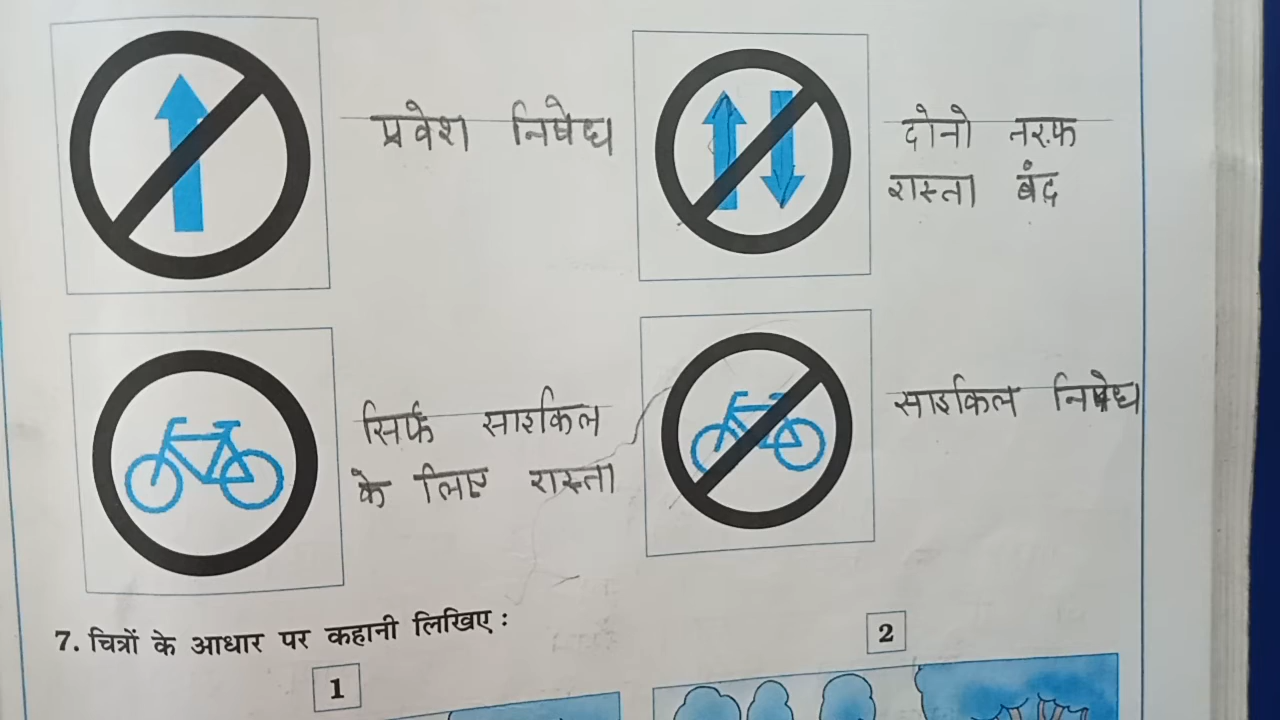 प्रवेश निषेध
दोनो तरफ
रास्ता बंद
सिर्फ साइकिल
के लिए रास्ता
साइकिल निषेध
7. चित्रों के आधार पर कहानी लिखिए :
1
2